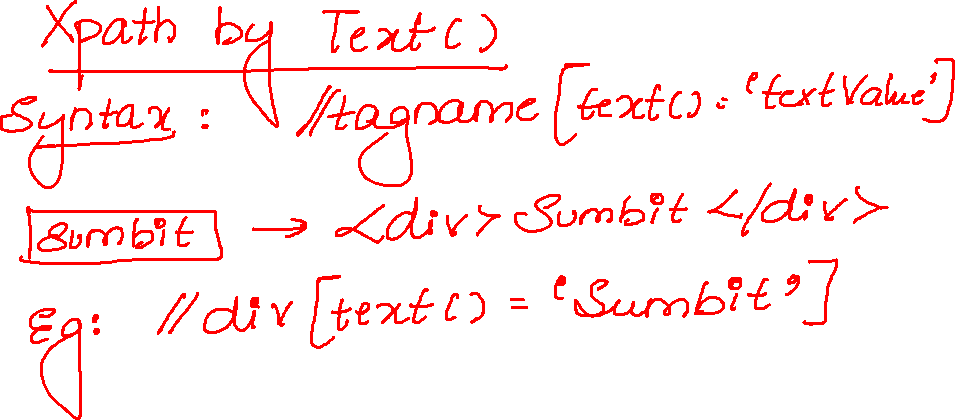 Xpath by Text()
Syntax : //tagname[text()='textValue']
Sumbit → <div> Sumbit </div>
Eg: //div[text() = 'Sumbit']